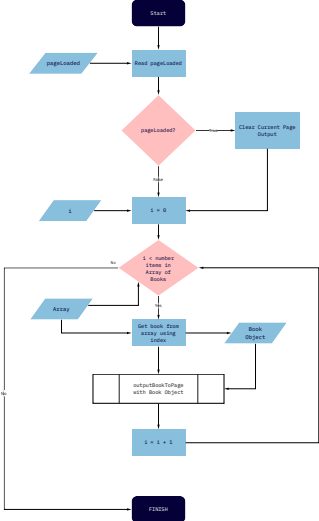 Start
pageLoaded
Read pageLoaded
pageLoaded?
True
Clear Current Page
Output
False
i
i = 0
No
i < number
items in
Array of
Books
Array
Yes
Get book from
array using
index
Book
Object
No
outputBookToPage
with Book Object
i = i + 1
FINISH